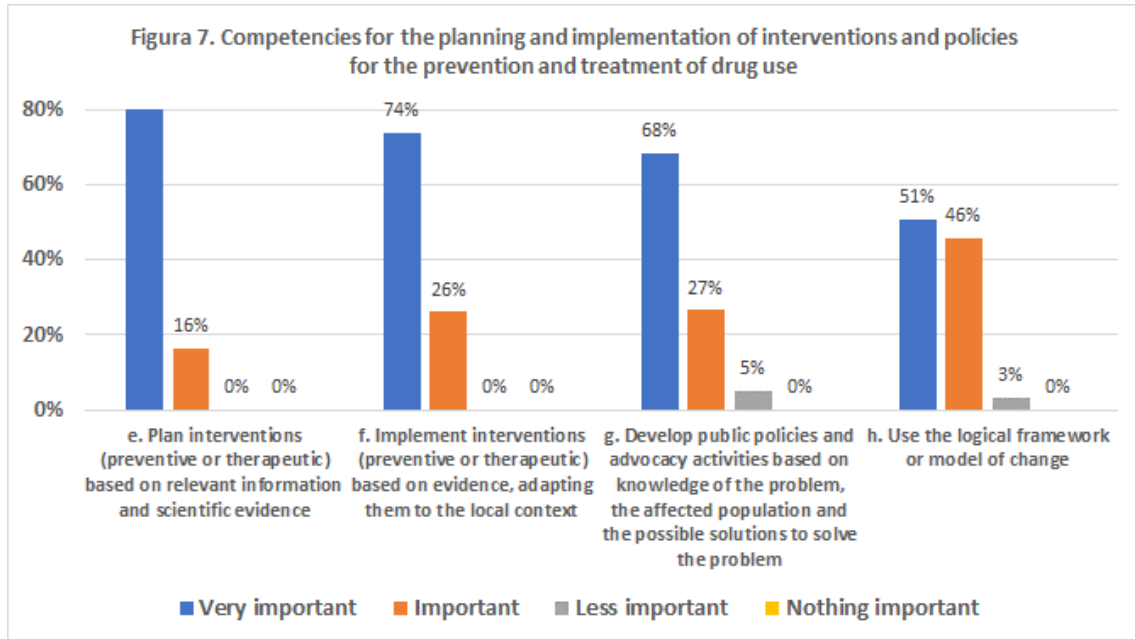 Figura 7. Competencies for the planning and implementation of interventions and policies
for the prevention and treatment of drug use
80%
60%
40%
20%
0%
16%
0%
0%
74%
26%
0%
0%
68%
27%
5%
0%
51%
46%
3%
0%
e. Plan interventions
(preventive or therapeutic)
based on relevant information
and scientific evidence
f. Implement interventions
(preventive or therapeutic)
based on evidence, adapting
them to the local context
g. Develop public policies and
advocacy activities based on
knowledge of the problem,
the affected population and
the possible solutions to solve
the problem
h. Use the logical framework
or model of change
Very important
Important
Less important
Nothing important